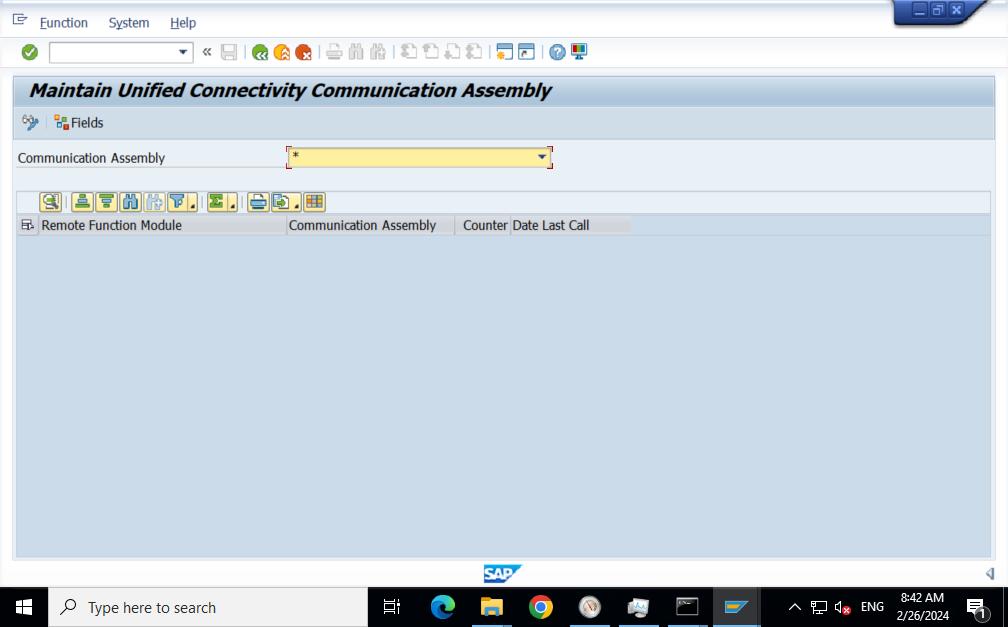 Function System Help
Maintain Unified Connectivity Communication Assembly
Fields
Communication Assembly *
Remote Function Module Communication Assembly Counter Date Last Call
SAP
Type here to search
ENG
8:42 AM
2/26/2024
1